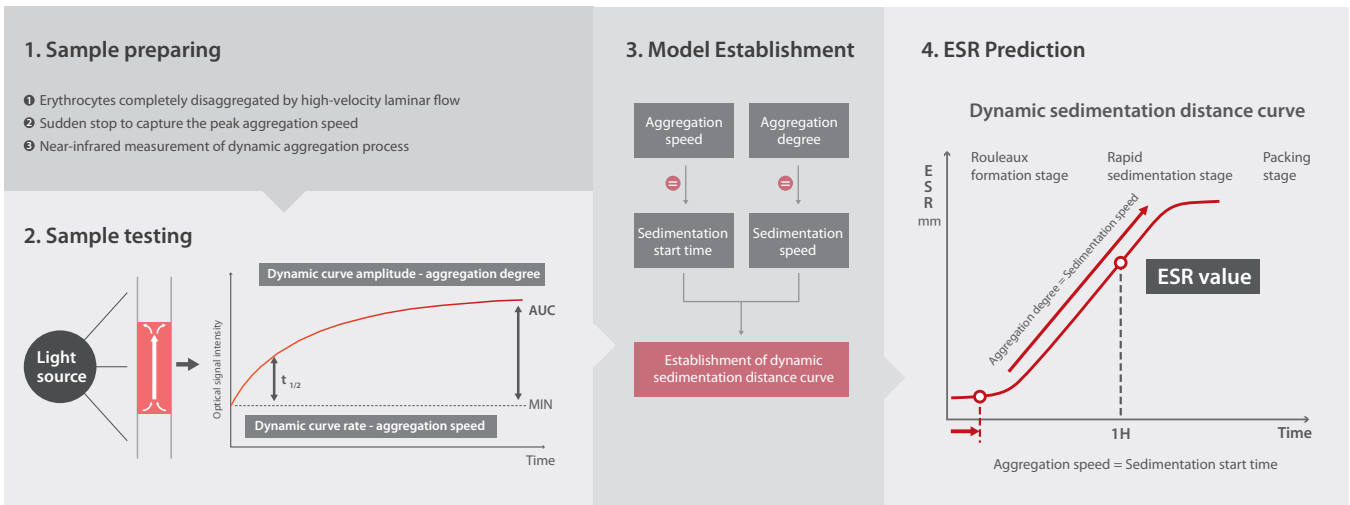 1. Sample preparing
❶ Erythrocytes completely disaggregated by high-velocity laminar flow
❷ Sudden stop to capture the peak aggregation speed
❸ Near-infrared measurement of dynamic aggregation process
2. Sample testing
Light
source
Optical signal intensity
Dynamic curve amplitude - aggregation degree
AUC
t 1/2
MIN
Dynamic curve rate - aggregation speed
Time
3. Model Establishment
Aggregation
speed
Aggregation
degree
=
=
Sedimentation
start time
Sedimentation
speed
Establishment of dynamic
sedimentation distance curve
4. ESR Prediction
Dynamic sedimentation distance curve
E
S
R
mm
Rouleaux
formation stage
Rapid
sedimentation stage
Packing
stage
Aggregation degree = Sedimentation speed
ESR value
1H
Time
Aggregation speed = Sedimentation start time